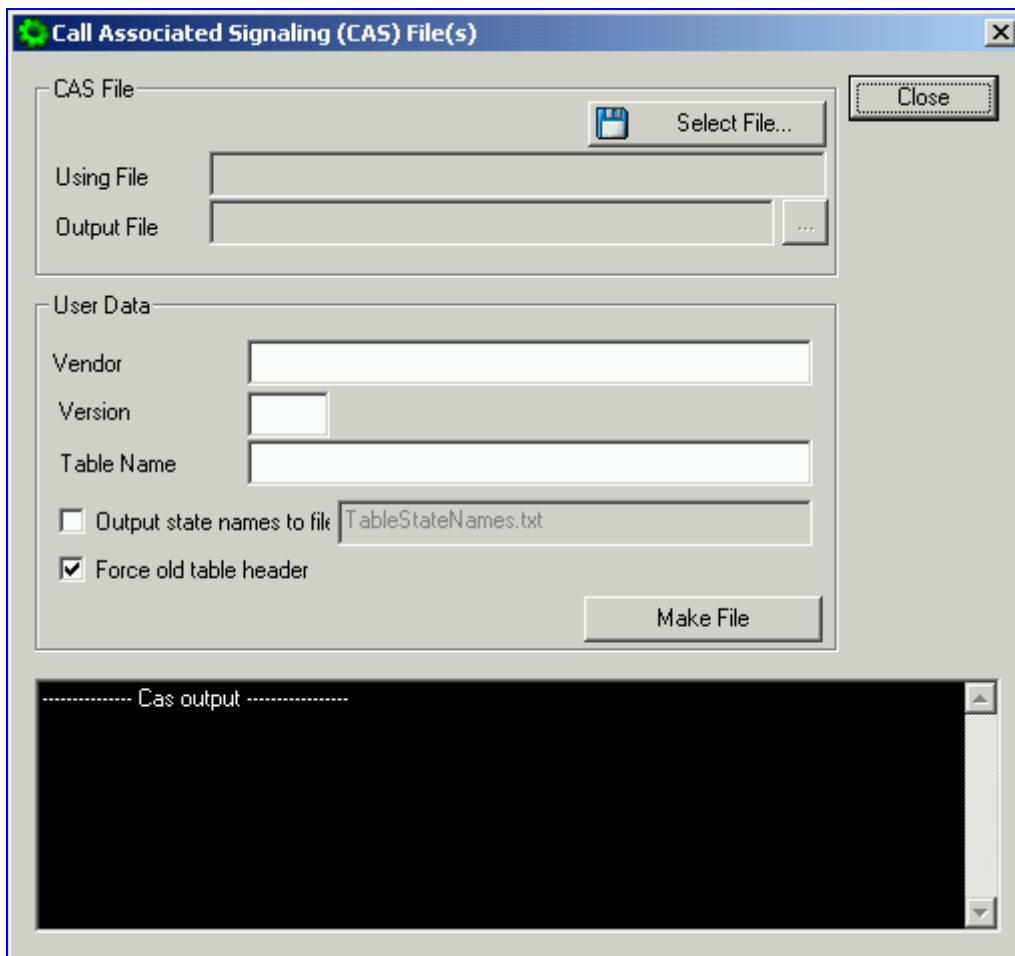 Call Associated Signaling (CAS) File(s)
CAS File
Close
Select File...
Using File
Output File
...
User Data
Vendor
Version
Table Name
Output state names to file TableStateNames.txt
Force old table header
Make File
--------------- Cas output -----------------